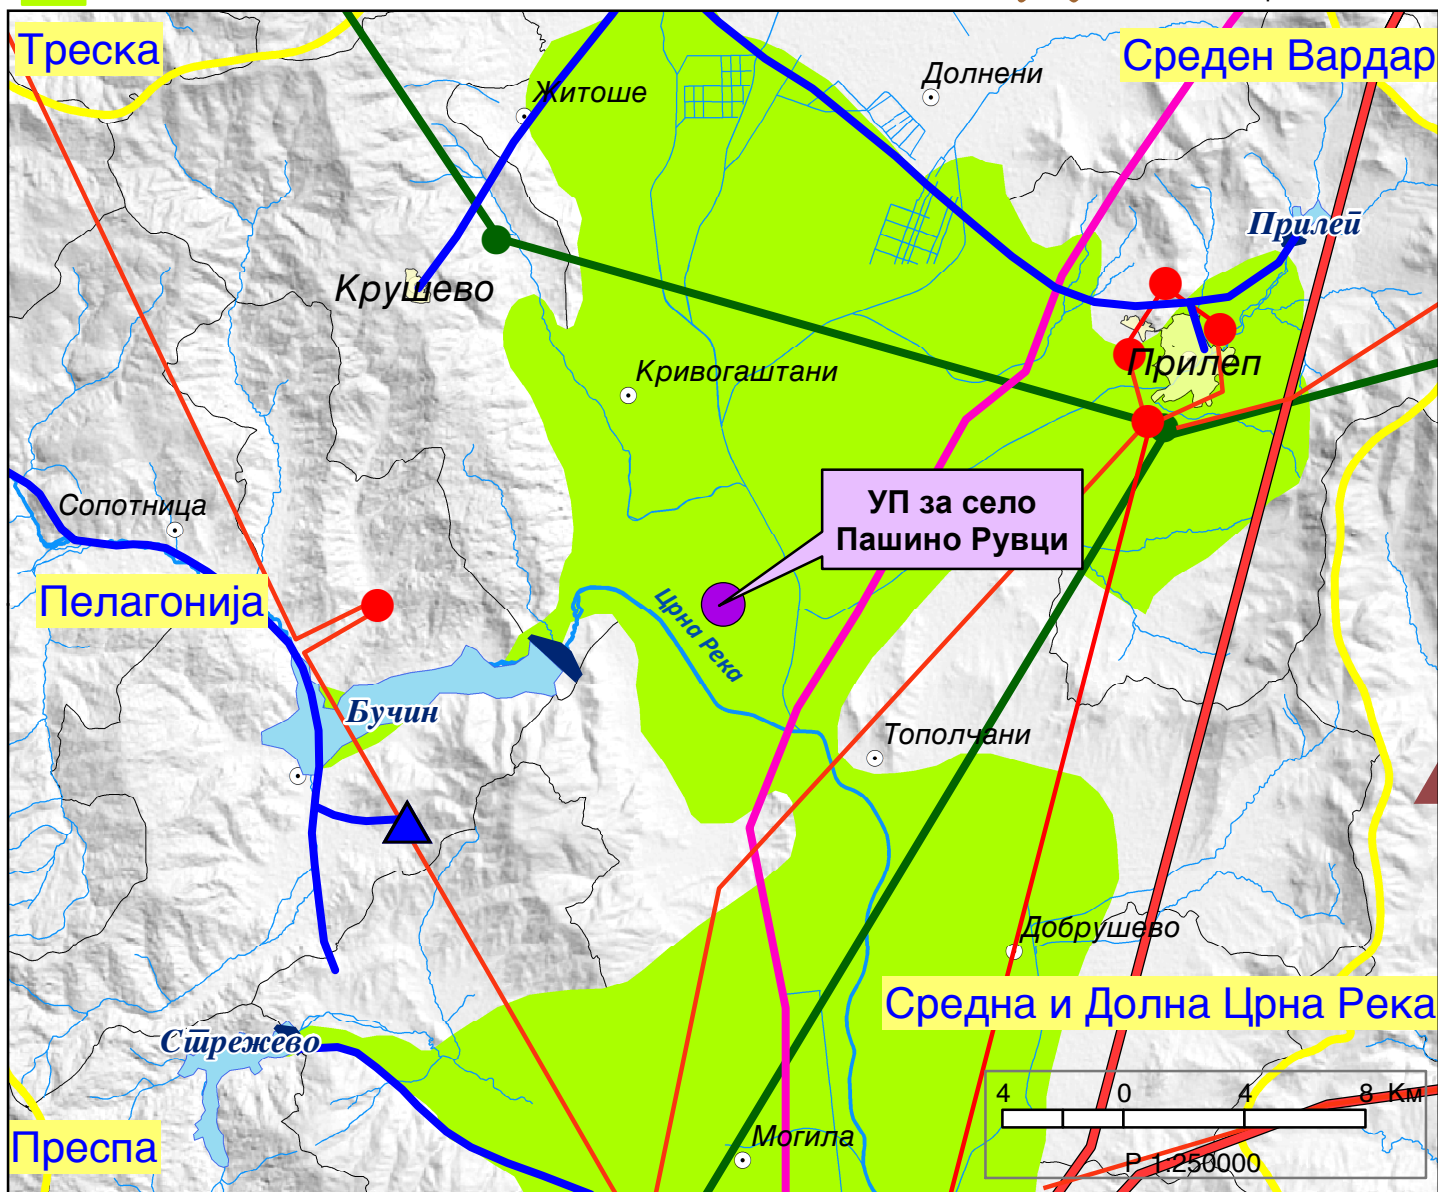 Треска
Среден Вардар
Долнени
Житоше
Прилеп
Крушево
Прилеп
Кривогаштани
УП за село
Пашино Рувци
Сопотница
Пелагонија
Црна Река
Бучин
Тополчани
Добрушево
Средна и Долна Црна Река
Стрежево
4 0 4 8 Км
Р 1:250000
Могила
Преспа